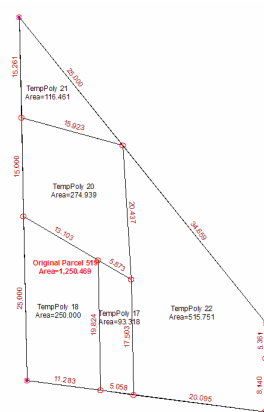 15.261
25.000
TempPoly 21
Area=116.461
15.923
15.000
TempPoly 20
Area=274.939
20.437
34.659
13.103
5.673
Original Parcel 519
Area=1,250.469
25.000
TempPoly 18
Area=250.000
19.824
TempPoly 17
Area=93.318
17.503
TempPoly 22
Area=515.751
5.361
8.140
11.283
5.058
20.095